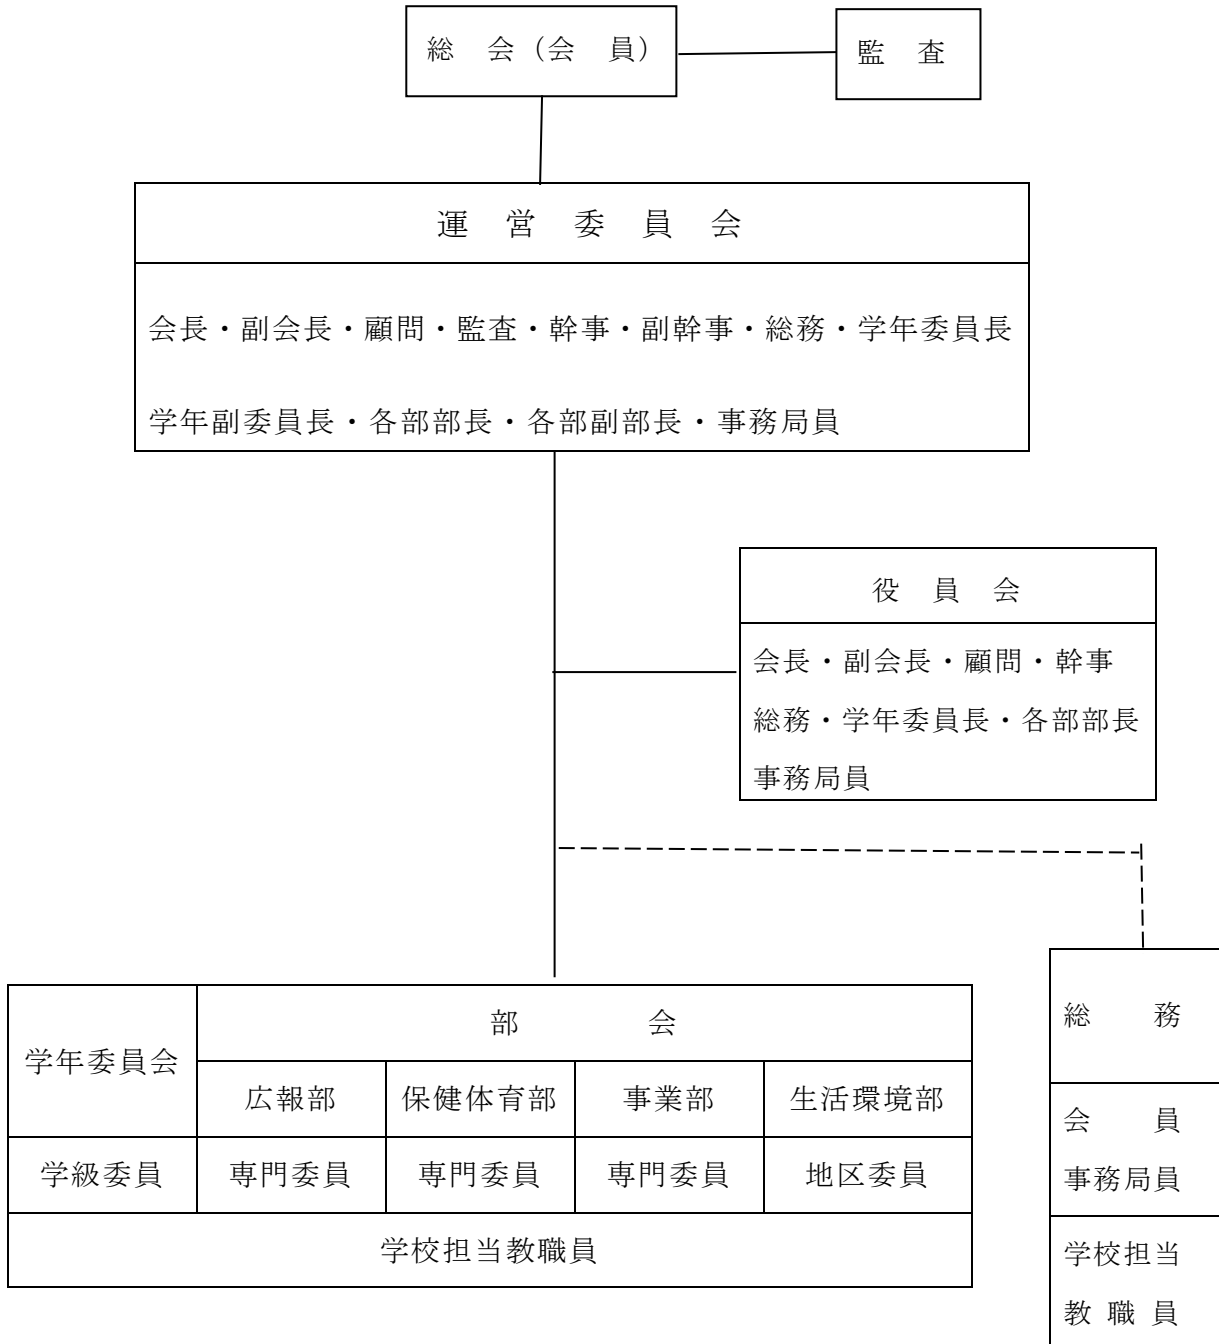 総　会（会　員）
監　査
運　営　委　員　会
会長・副会長・顧問・監査・幹事・副幹事・総務・学年委員長
学年副委員長・各部部長・各部副部長・事務局員
役　員　会
会長・副会長・顧問・幹事
総務・学年委員長・各部部長
事務局員
学年委員会
部　　　会
広報部
保健体育部
事業部
生活環境部
学級委員
専門委員
専門委員
専門委員
地区委員
学校担当教職員
総　　務
会　　員
事務局員
学校担当
教 職 員